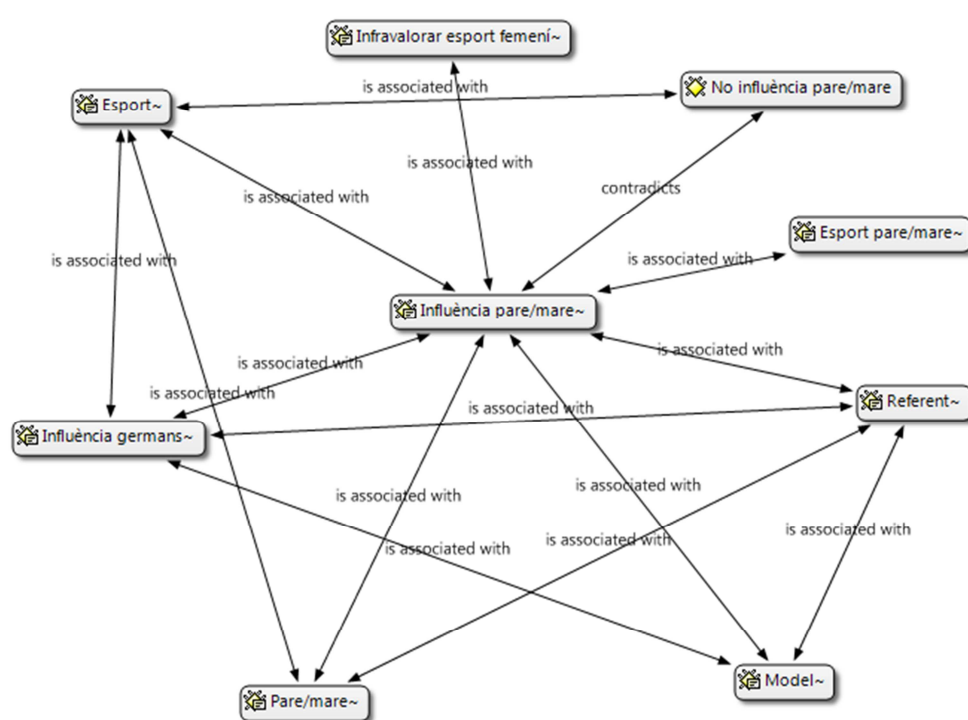 Infravalorar esport femení~
is associated with
No influència pare/mare
Esport~
is associated with
contradicts
is associated with
Esport pare/mare~
is associated with
is associated with
Influència pare/mare~
is associated with
is associated with
is associated with
Referent~
is associated with
Influència germans~
is associated with
is associated with
is associated with
is associated with
is associated with
Model~
Pare/mare~